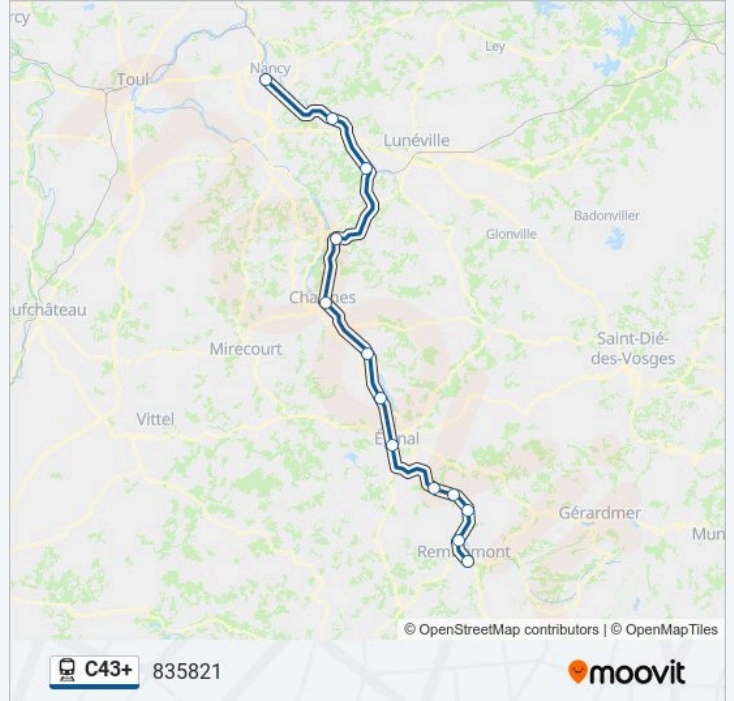 rcy
Ley
Nancy
Toul
Lunéville
Badonviller
Glonville
ufchâteau
Mirecourt
Saint-Dié-
des-Vosges
Vittel
Gérardmer
Mun
© OpenStreetMap contributors | © OpenMapTiles
C43+ 835821 moovit